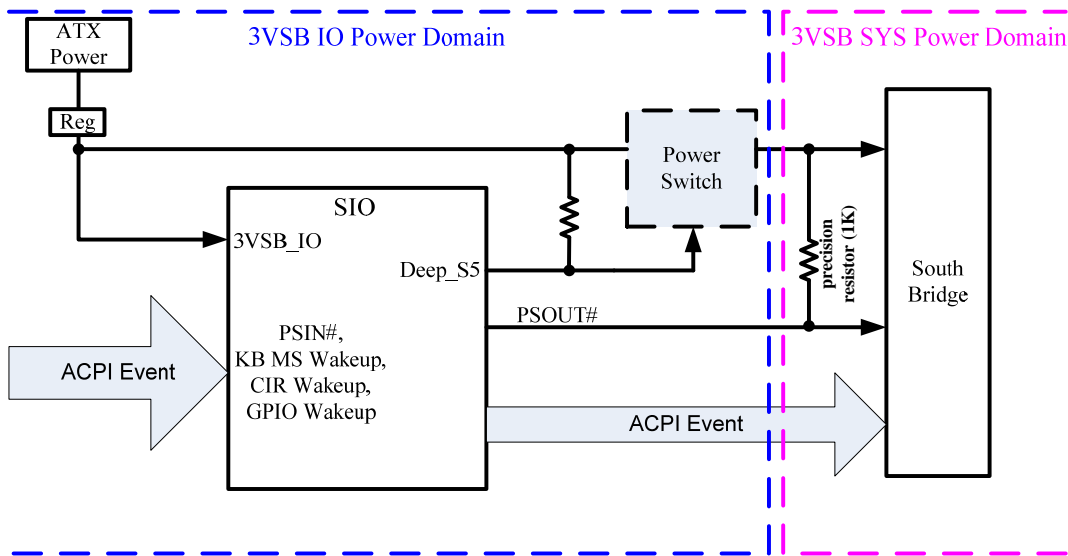 3VSB IO Power Domain
3VSB SYS Power Domain
ATX
Power
Reg
Power
Switch
SIO
3VSB_IO
Deep_S5
PSOUT#
precision
resistor (1K)
South
Bridge
PSIN#,
KB MS Wakeup,
CIR Wakeup,
GPIO Wakeup
ACPI Event
ACPI Event